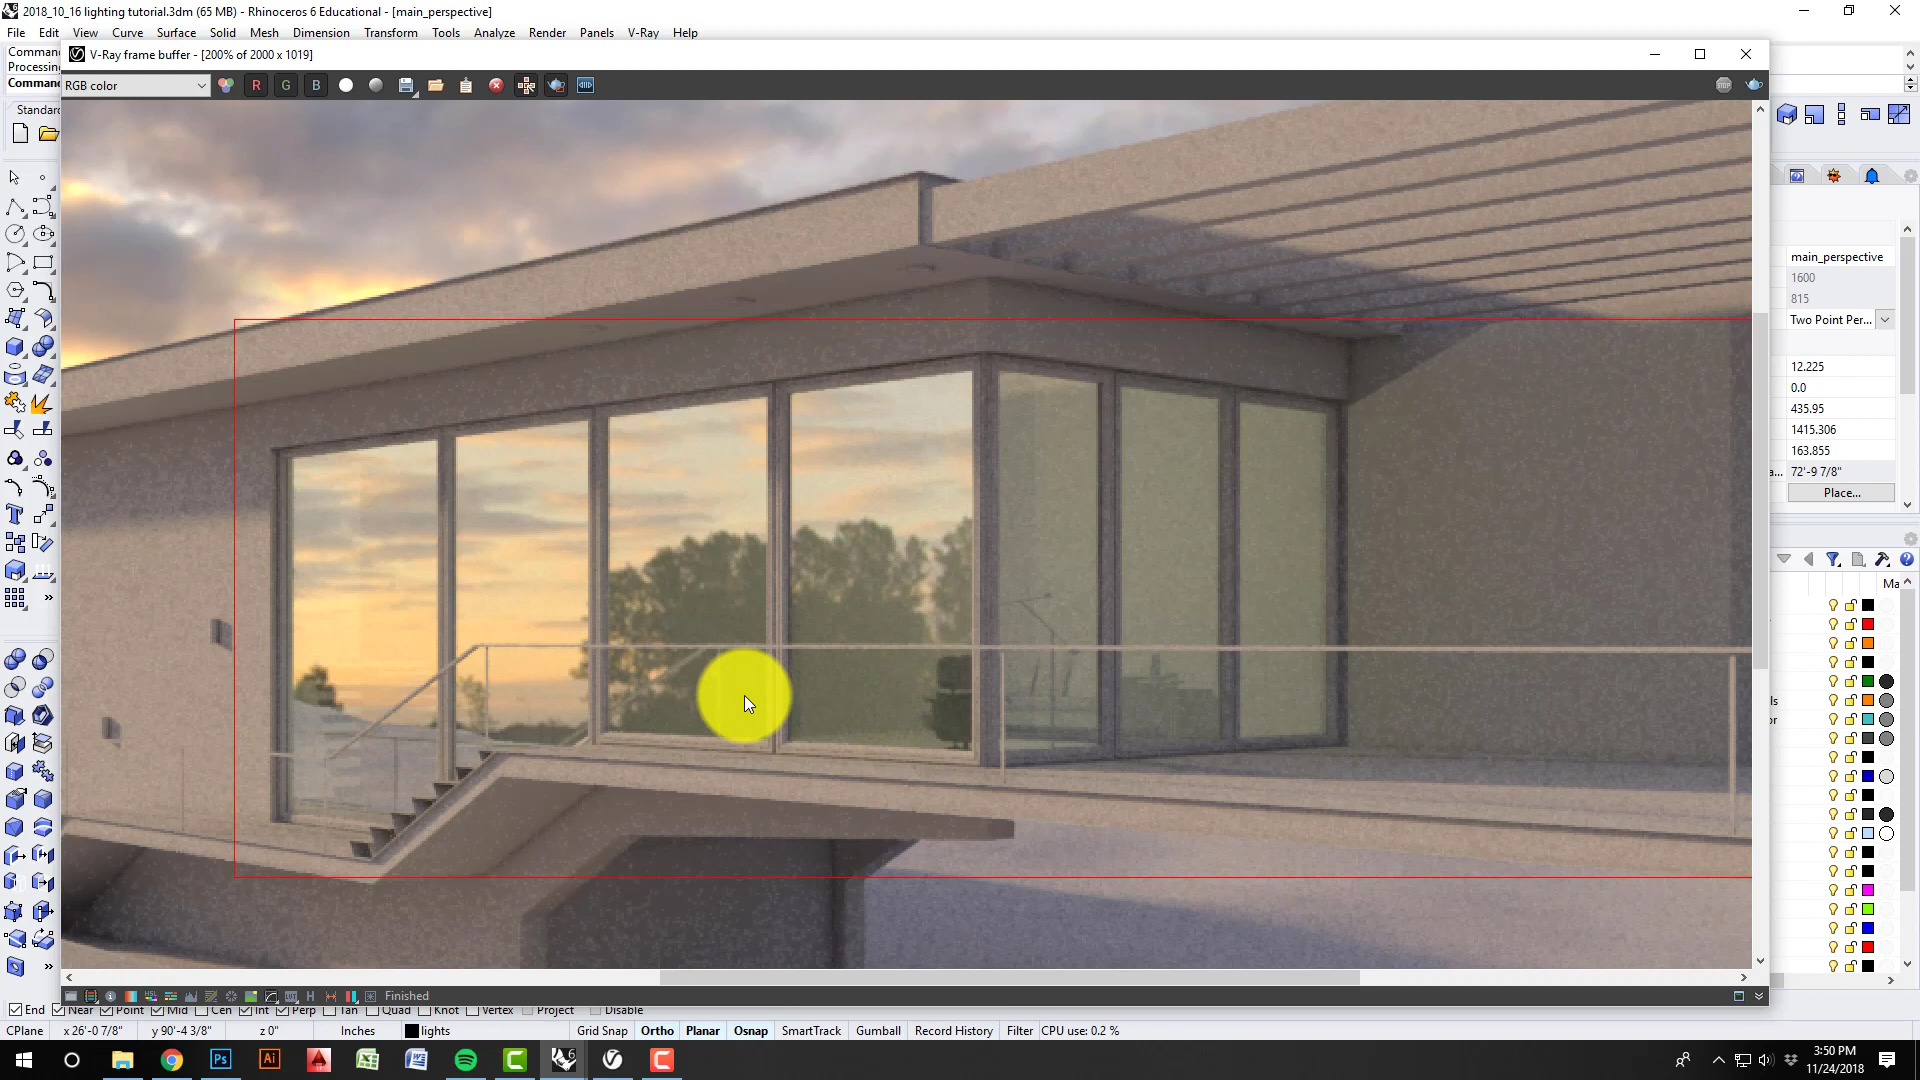 2018_10_16 lighting tutorial.3dm (65 MB) - Rhinoceros 6 Educational - [main_perspective]
File Edit View Curve Surface Solid Mesh Dimension Transform Tools Analyze Render Panels V-Ray Help
V-Ray frame buffer - [200% of 2000 x 1019]
RGB color
R G B
STOP
Standard
main_perspective
1600
815
Two Point Per...
12.225
0.0
435.95
1415.306
163.855
72'-9 7/8"
Place...
Finished
End Near Point Mid Cen Int Perp Tan Quad Knot Vertex Project Disable
CPlane x 26'-0 7/8" y 90'-4 3/8" z 0" Inches lights Grid Snap Ortho Planar Osnap SmartTrack Gumball Record History Filter CPU use: 0.2 %
3:50 PM
11/24/2018